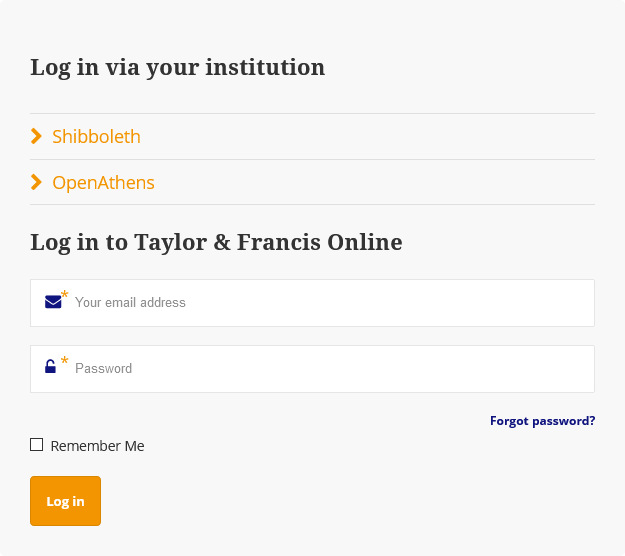 Log in via your institution
Shibboleth
OpenAthens
Log in to Taylor & Francis Online
* Your email address
* Password
Forgot password?
Remember Me
Log in